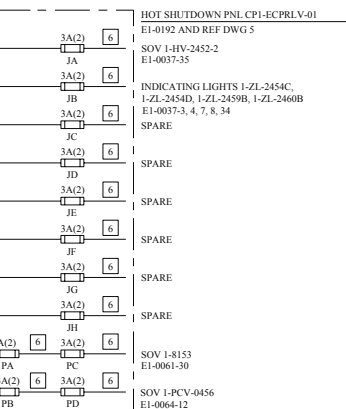 HOT SHUTDOWN PNL CP1-ECPRLV-01
E1-0192 AND REF DWG 5
3A(2) 6
SOV 1-HV-2452-2
JA
E1-0037-35
3A(2) 6
INDICATING LIGHTS 1-ZL-2454C,
JB
1-ZL-2454D, 1-ZL-2459B, 1-ZL-2460B
3A(2) 6
E1-0037-3, 4, 7, 8, 34
JC
SPARE
3A(2) 6
JD
SPARE
3A(2) 6
JE
SPARE
3A(2) 6
JF
SPARE
3A(2) 6
JG
SPARE
3A(2) 6
JH
SPARE
A(2) 6 3A(2) 6
SOV 1-8153
PA PC
E1-0061-30
A(2) 6 3A(2) 6
SOV 1-PCV-0456
PB PD
E1-0064-12